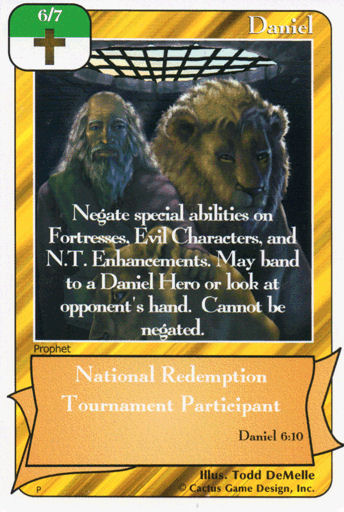 6/7
Daniel
Negate special abilities on
Fortresses, Evil Characters, and
N.T. Enhancements. May band
to a Daniel Hero or look at
opponent's hand. Cannot be
negated.
Prophet
National Redemption
Tournament Participant
Daniel 6:10
Illus. Todd DeMelle
P © Cactus Game Design, Inc.